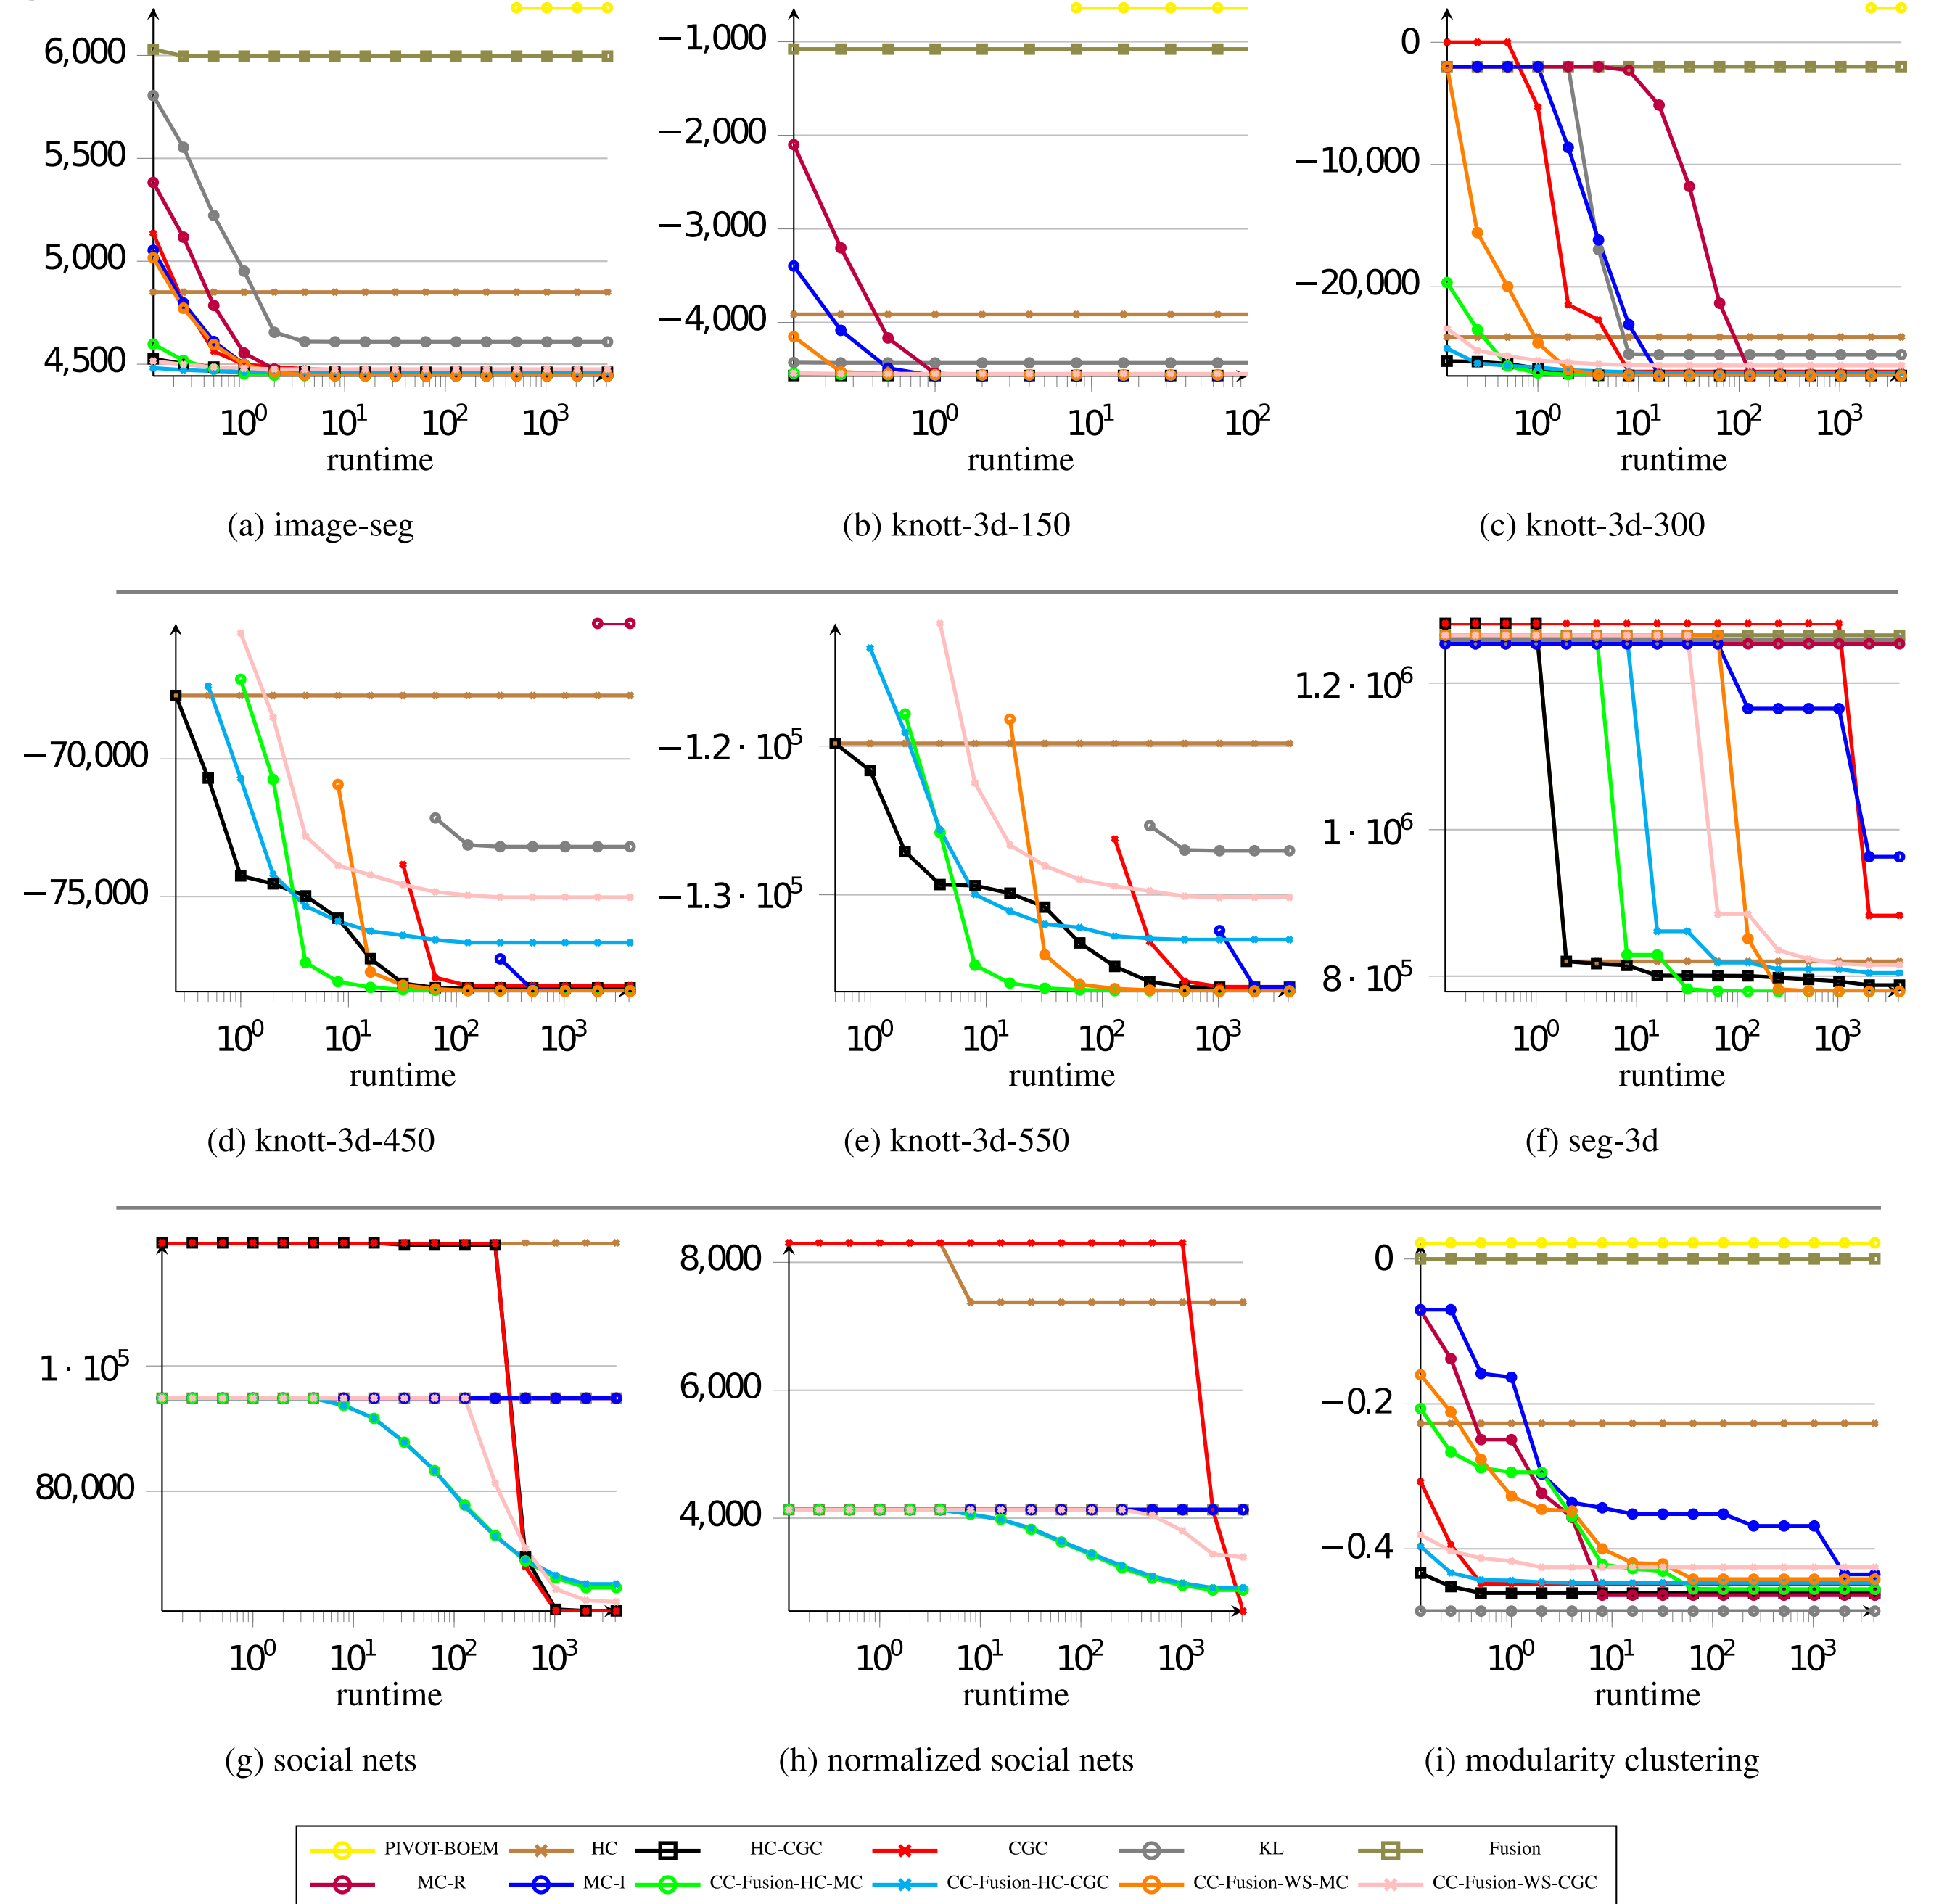 6,000
5,500
5,000
4,500
10^0 10^1 10^2 10^3
runtime
(a) image-seg
−1,000
−2,000
−3,000
−4,000
10^0 10^1 10^2
runtime
(b) knott-3d-150
0
−10,000
−20,000
10^0 10^1 10^2 10^3
runtime
(c) knott-3d-300
−70,000
−75,000
10^0 10^1 10^2 10^3
runtime
(d) knott-3d-450
−1.2 · 10^5
−1.3 · 10^5
10^0 10^1 10^2 10^3
runtime
(e) knott-3d-550
1.2 · 10^6
1 · 10^6
8 · 10^5
10^0 10^1 10^2 10^3
runtime
(f) seg-3d
1 · 10^5
80,000
10^0 10^1 10^2 10^3
runtime
(g) social nets
8,000
6,000
4,000
10^0 10^1 10^2 10^3
runtime
(h) normalized social nets
0
−0.2
−0.4
10^0 10^1 10^2 10^3
runtime
(i) modularity clustering
PIVOT-BOEM HC HC-CGC CGC KL Fusion
MC-R MC-I CC-Fusion-HC-MC CC-Fusion-HC-CGC CC-Fusion-WS-MC CC-Fusion-WS-CGC